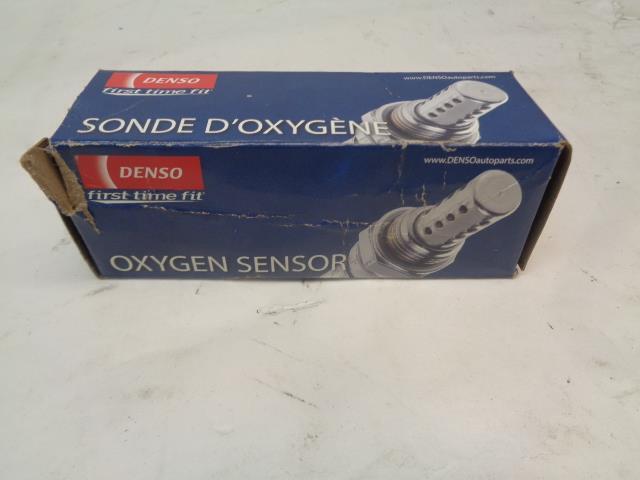 DENSO
first time fit
www.DENSOautoparts.com
SONDE D'OXYGÈNE
DENSO
first time fit
www.DENSOautoparts.com
OXYGEN SENSOR